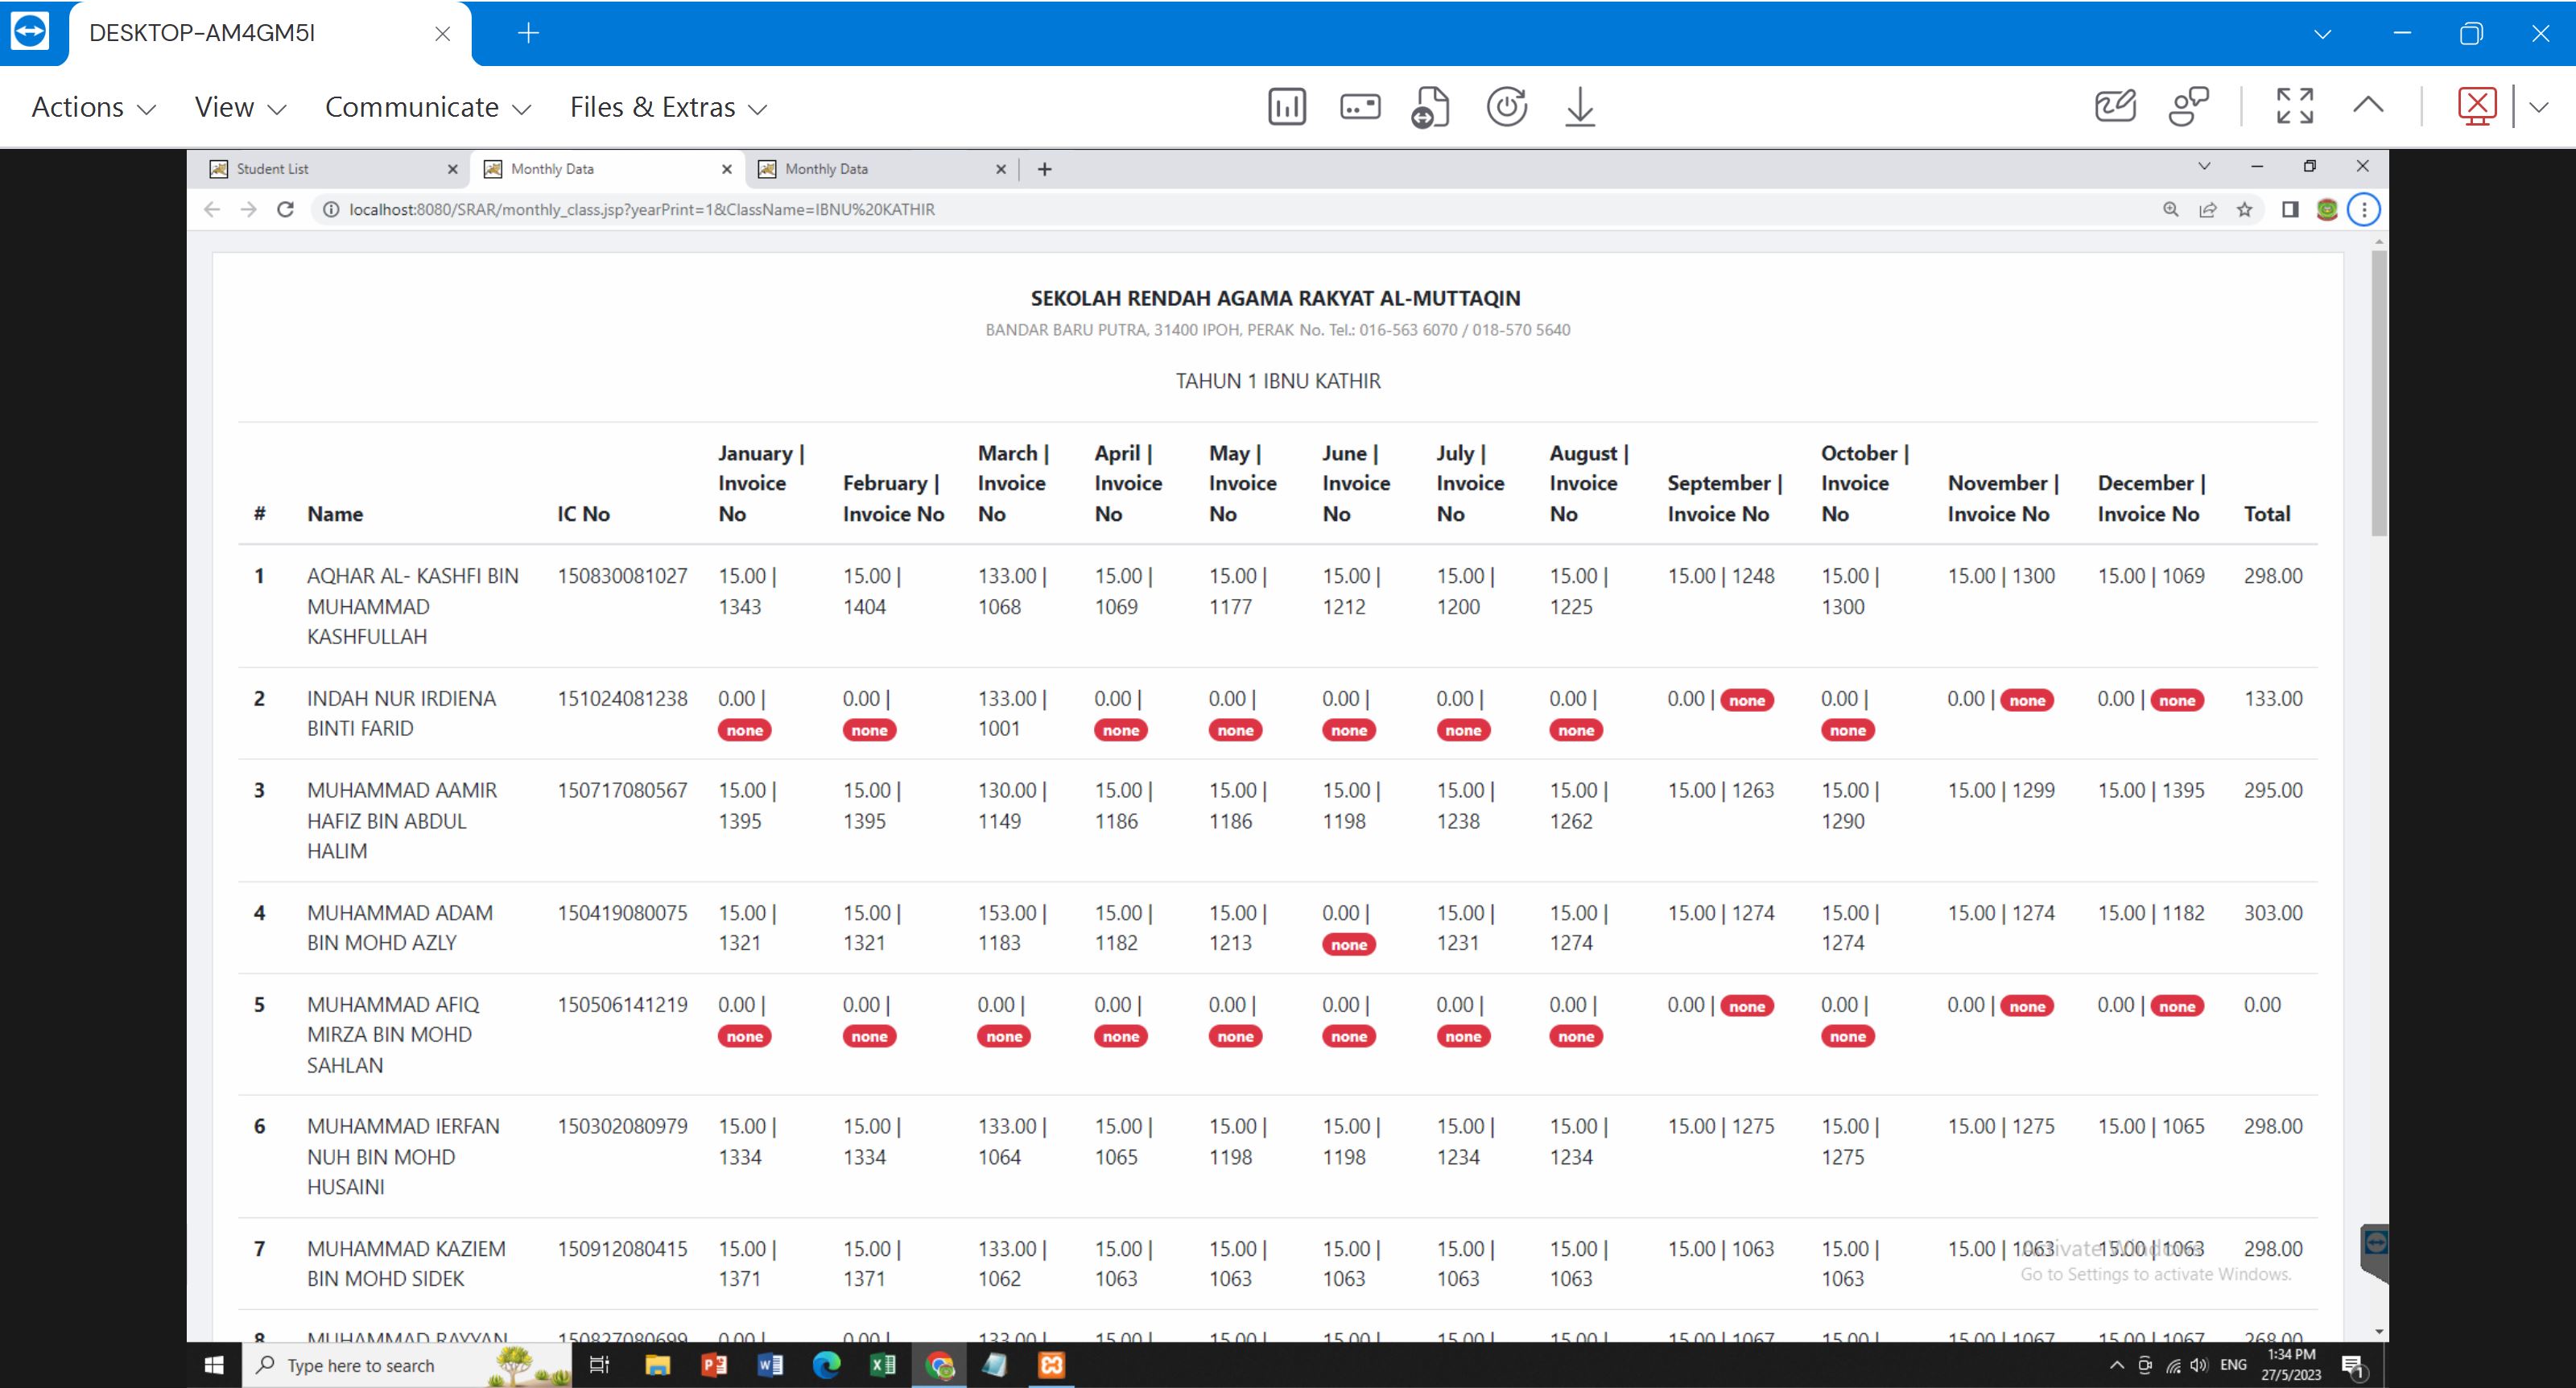 DESKTOP-AM4GM5I
Actions View Communicate Files & Extras
Student List Monthly Data Monthly Data
localhost:8080/SRAR/monthly_class.jsp?yearPrint=1&ClassName=IBNU%20KATHIR
SEKOLAH RENDAH AGAMA RAKYAT AL-MUTTAQIN
BANDAR BARU PUTRA, 31400 IPOH, PERAK No. Tel.: 016-563 6070 / 018-570 5640
TAHUN 1 IBNU KATHIR
January | March | April | May | June | July | August | October |
Invoice February | Invoice Invoice Invoice Invoice Invoice Invoice September | Invoice November | December |
# Name IC No No Invoice No No No No No No No Invoice No No Invoice No Invoice No Total
1 AQHAR AL- KASHFI BIN 150830081027 15.00 | 15.00 | 133.00 | 15.00 | 15.00 | 15.00 | 15.00 | 15.00 | 15.00 | 1248 15.00 | 15.00 | 1300 15.00 | 1069 298.00
MUHAMMAD 1343 1404 1068 1069 1177 1212 1200 1225 1300
KASHFULLAH
2 INDAH NUR IRDIENA 151024081238 0.00 | 0.00 | 133.00 | 0.00 | 0.00 | 0.00 | 0.00 | 0.00 | 0.00 | none 0.00 | 0.00 | none 0.00 | none 133.00
BINTI FARID none none 1001 none none none none none none
3 MUHAMMAD AAMIR 150717080567 15.00 | 15.00 | 130.00 | 15.00 | 15.00 | 15.00 | 15.00 | 15.00 | 15.00 | 1263 15.00 | 15.00 | 1299 15.00 | 1395 295.00
HAFIZ BIN ABDUL 1395 1395 1149 1186 1186 1198 1238 1262 1290
HALIM
4 MUHAMMAD ADAM 150419080075 15.00 | 15.00 | 153.00 | 15.00 | 15.00 | 0.00 | 15.00 | 15.00 | 15.00 | 1274 15.00 | 15.00 | 1274 15.00 | 1182 303.00
BIN MOHD AZLY 1321 1321 1183 1182 1213 none 1231 1274 1274
5 MUHAMMAD AFIQ 150506141219 0.00 | 0.00 | 0.00 | 0.00 | 0.00 | 0.00 | 0.00 | 0.00 | 0.00 | none 0.00 | 0.00 | none 0.00 | none 0.00
MIRZA BIN MOHD none none none none none none none none none
SAHLAN
6 MUHAMMAD IERFAN 150302080979 15.00 | 15.00 | 133.00 | 15.00 | 15.00 | 15.00 | 15.00 | 15.00 | 15.00 | 1275 15.00 | 15.00 | 1275 15.00 | 1065 298.00
NUH BIN MOHD 1334 1334 1064 1065 1198 1198 1234 1234 1275
HUSAINI
7 MUHAMMAD KAZIEM 150912080415 15.00 | 15.00 | 133.00 | 15.00 | 15.00 | 15.00 | 15.00 | 15.00 | 15.00 | 1063 15.00 | 15.00 | 1063 15.00 | 1063 298.00
BIN MOHD SIDEK 1371 1371 1062 1063 1063 1063 1063 1063 1063
Activate Windows
Go to Settings to activate Windows.
8 MUHAMMAD RAYYAN 150827080699 0.00 | 0.00 | 133.00 | 15.00 | 15.00 | 15.00 | 15.00 | 15.00 | 15.00 | 1067 15.00 | 15.00 | 1067 15.00 | 1067 268.00
Type here to search
ENG 1:34 PM
27/5/2023
1